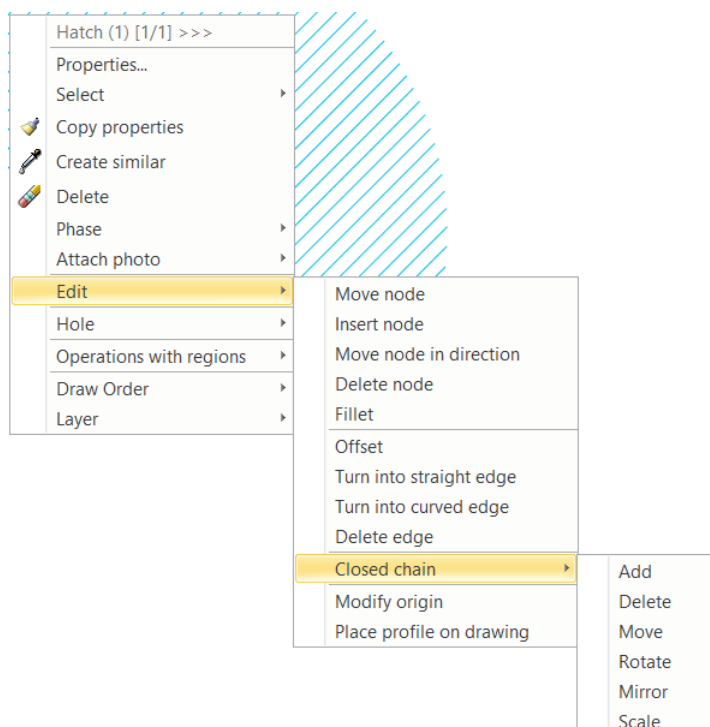 Hatch (1) [1/1] >>>
Properties...
Select
Copy properties
Create similar
Delete
Phase
Attach photo
Edit
Hole
Operations with regions
Draw Order
Layer
Move node
Insert node
Move node in direction
Delete node
Fillet
Offset
Turn into straight edge
Turn into curved edge
Delete edge
Closed chain
Modify origin
Place profile on drawing
Add
Delete
Move
Rotate
Mirror
Scale